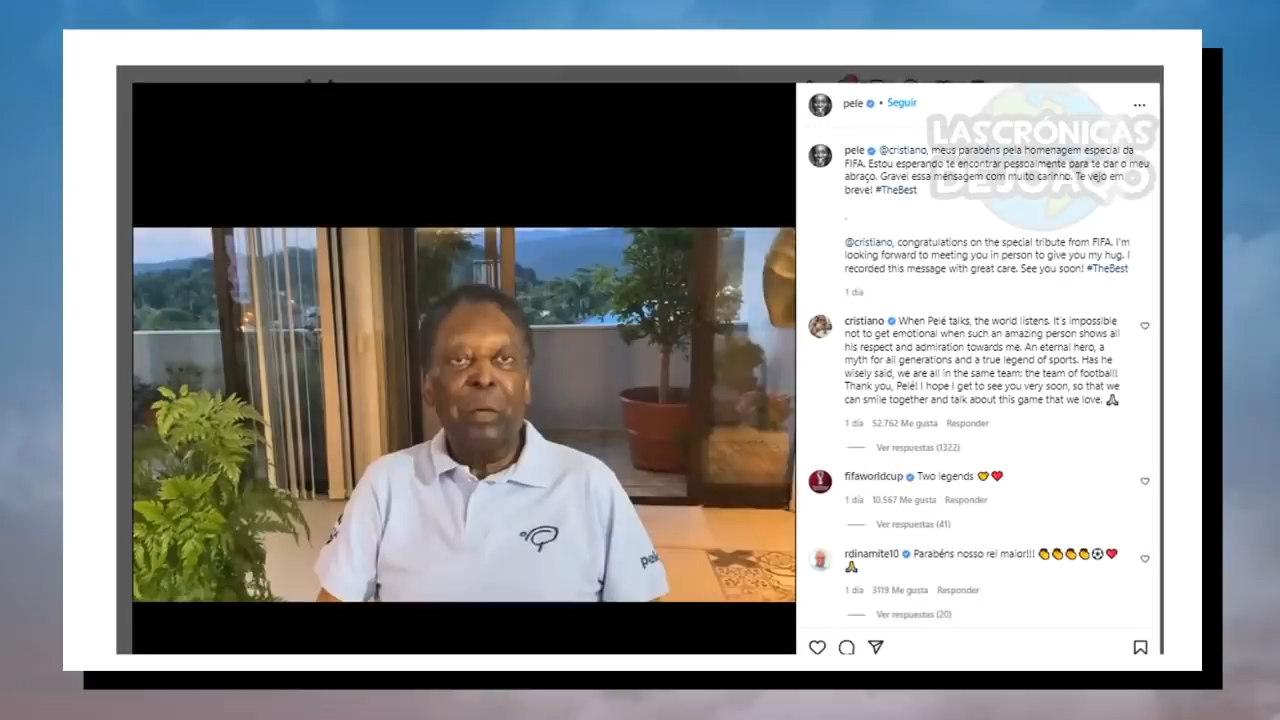 pele • Seguir
LASCRÓNICAS
DEJOAÇO
pele @cristiano, meus parabéns pela homenagem especial da
FIFA. Estou esperando te encontrar pessoalmente para te dar o meu
abraço. Gravei essa mensagem com muito carinho. Te vejo em
breve! #TheBest
.
@cristiano, congratulations on the special tribute from FIFA. I'm
looking forward to meeting you in person to give you my hug. I
recorded this message with great care. See you soon! #TheBest
1 día
cristiano When Pelé talks, the world listens. It's impossible
not to get emotional when such an amazing person shows all
his respect and admiration towards me. An eternal hero, a
myth for all generations and a true legend of sports. Has he
wisely said, we are all in the same team: the team of football!
Thank you, Pelé! I hope I get to see you very soon, so that we
can smile together and talk about this game that we love. 🙏
1 día 52.762 Me gusta Responder
Ver respuestas (1322)
fifaworldcup Two legends 💛❤️
1 día 10.567 Me gusta Responder
Ver respuestas (41)
rdinamite10 Parabéns nosso rei maior!!! 👏👏👏👏⚽❤️
🙏
1 día 3119 Me gusta Responder
Ver respuestas (20)